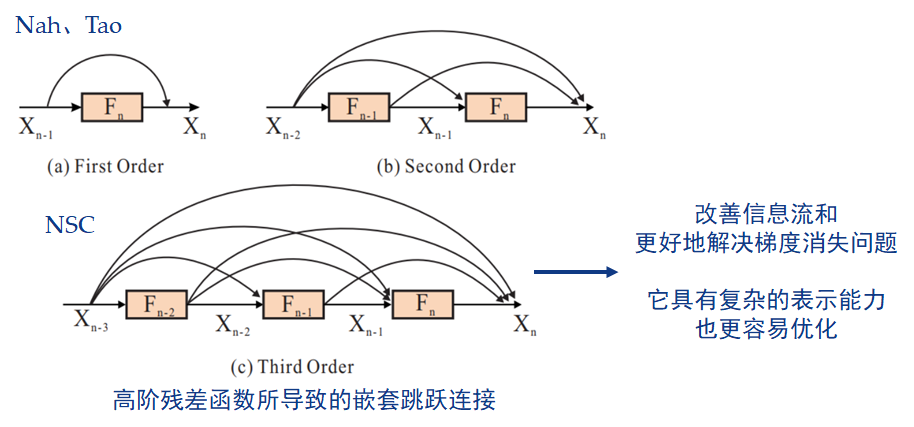 Nah、Tao
F_n
X_{n-1} X_n
(a) First Order
F_{n-1} F_n
X_{n-2} X_{n-1} X_n
(b) Second Order
NSC
F_{n-2} F_{n-1} F_n
X_{n-3} X_{n-2} X_{n-1} X_n
(c) Third Order
高阶残差函数所导致的嵌套跳跃连接
改善信息流和
更好地解决梯度消失问题
它具有复杂的表示能力
也更容易优化